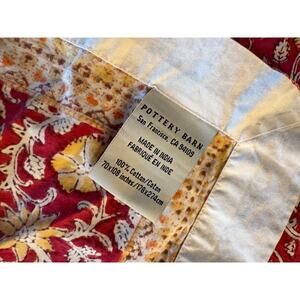 POTTERY BARN
San Francisco, CA 94109
MADE IN INDIA
FABRIQUÉ EN INDE
100% Cotton/Coton
70x108 inches/178x274cm